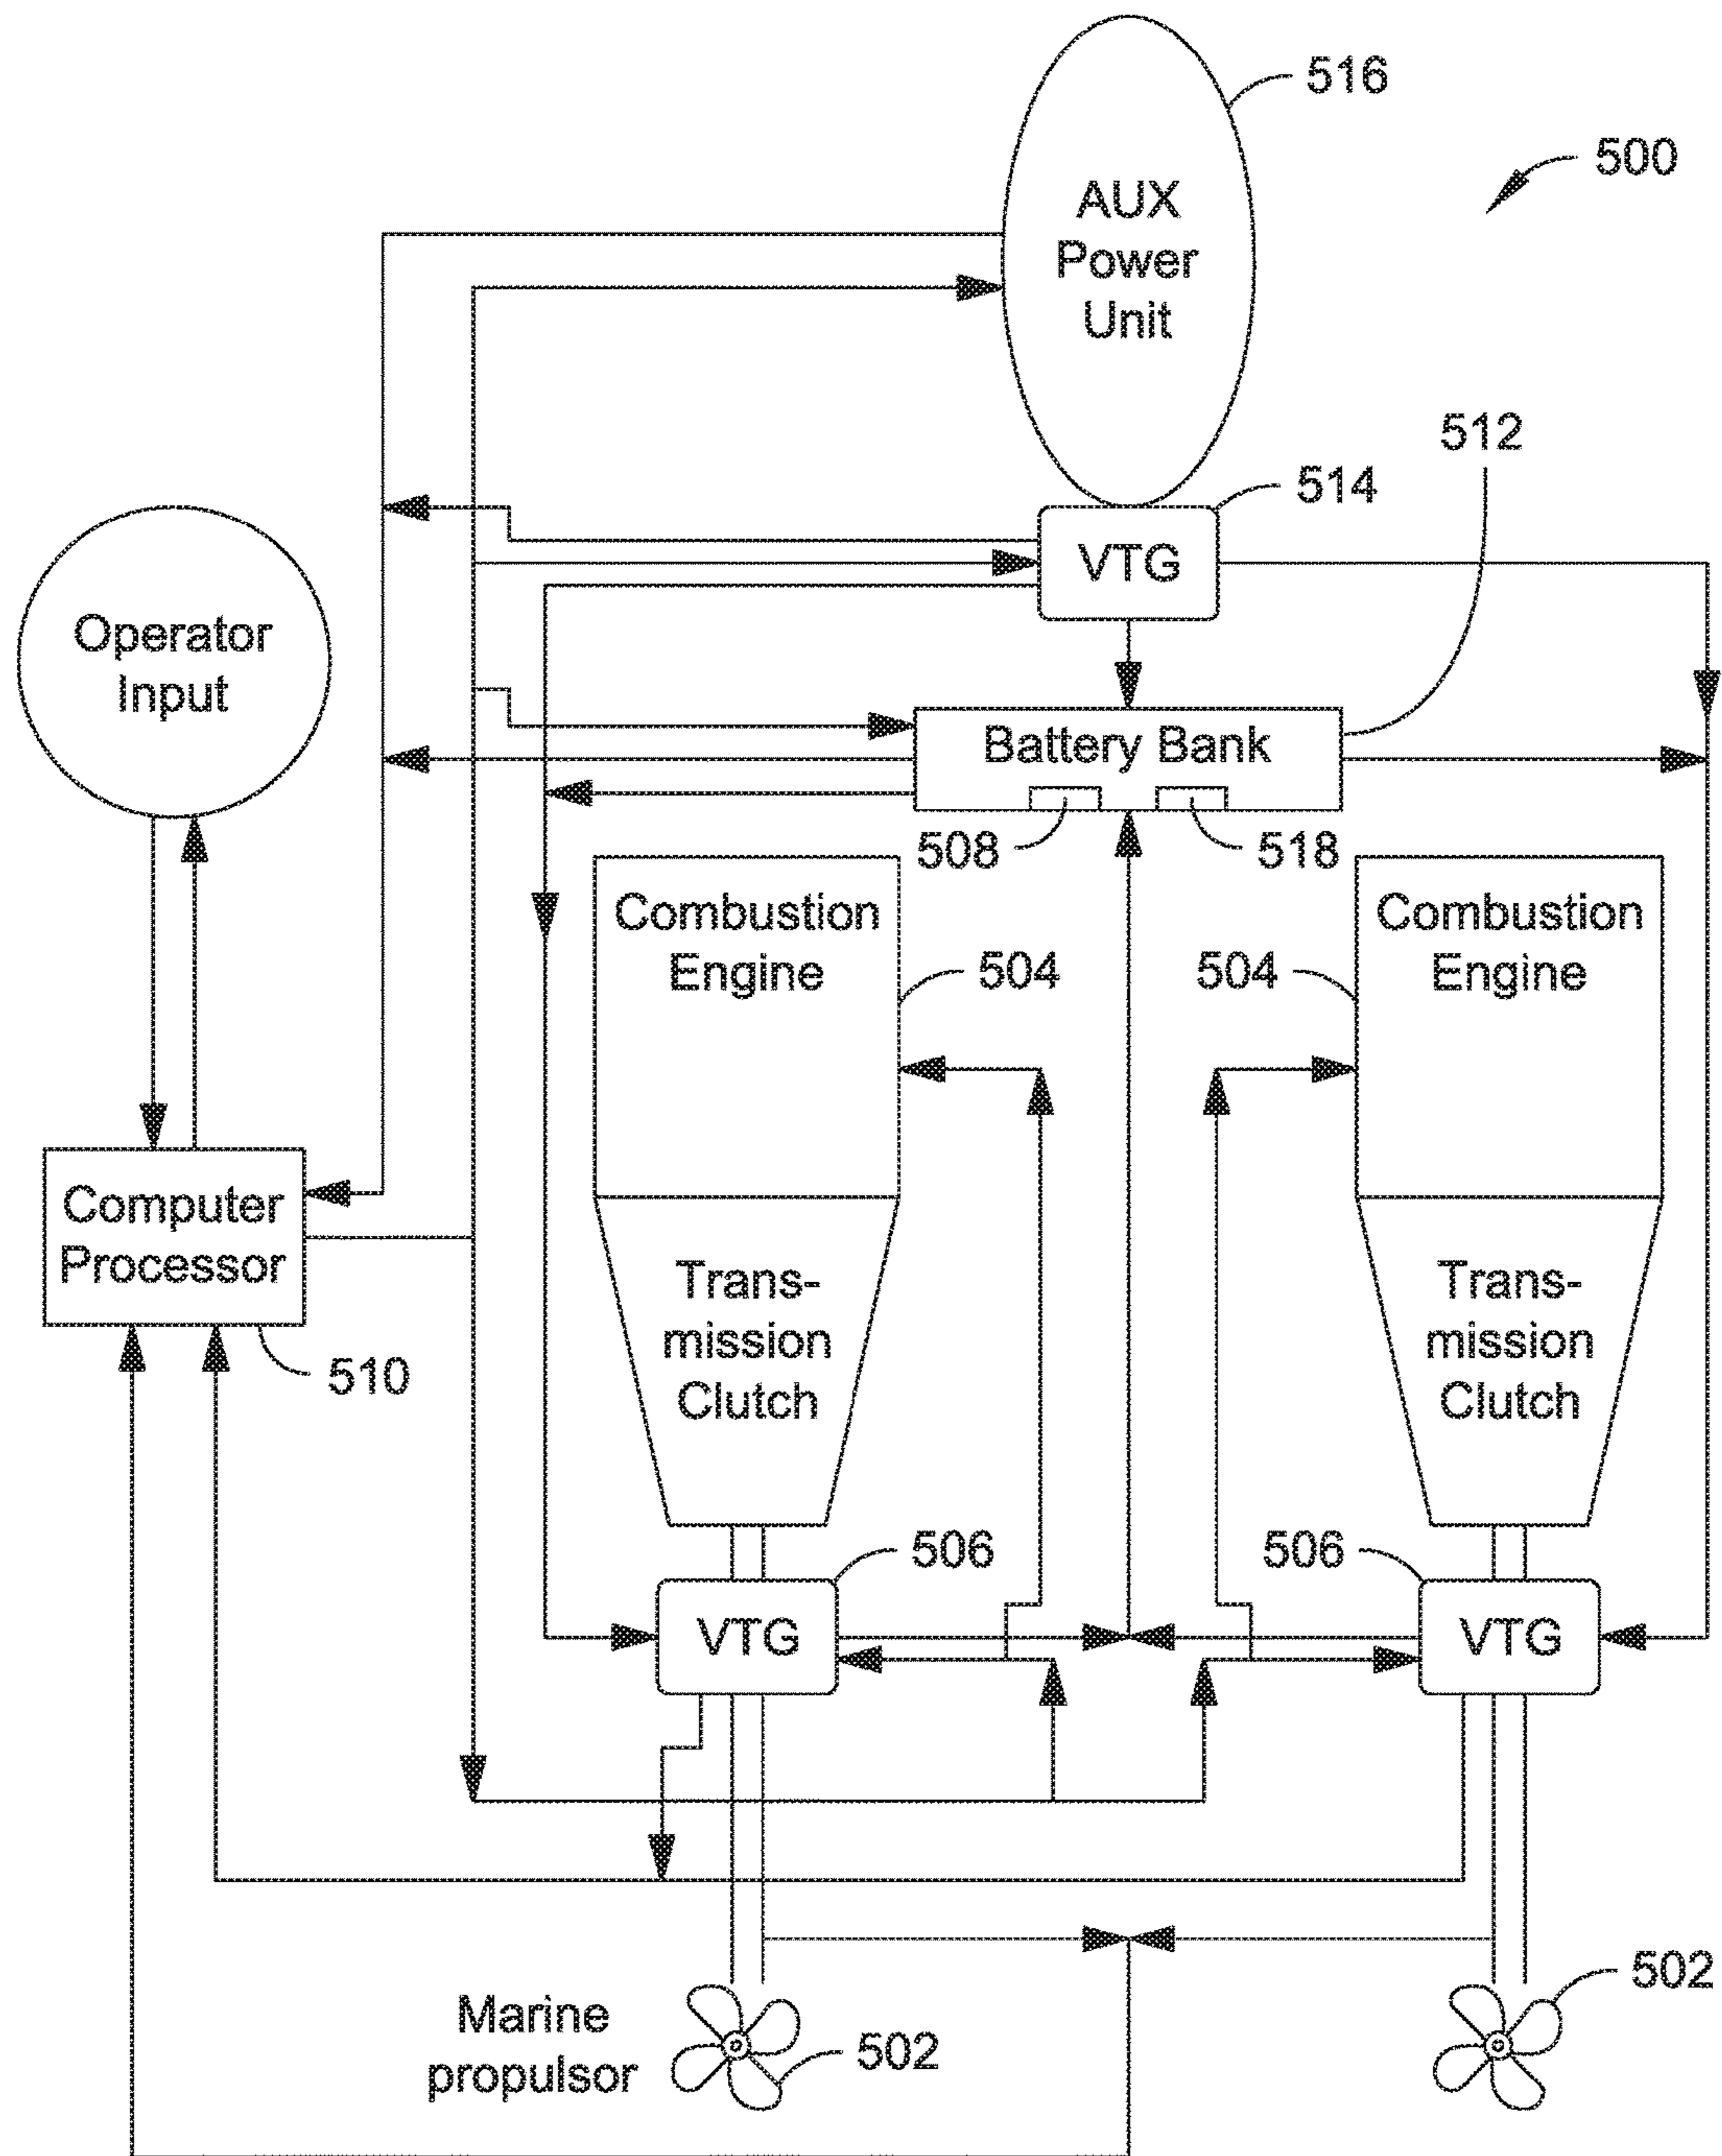 516
500
AUX
Power
Unit
512
514
VTG
Operator
Input
Battery Bank
508
518
Combustion
Engine
504
504
Combustion
Engine
Computer
Processor
510
Trans-
mission
Clutch
Trans-
mission
Clutch
506
506
VTG
VTG
502
Marine
propulsor
502